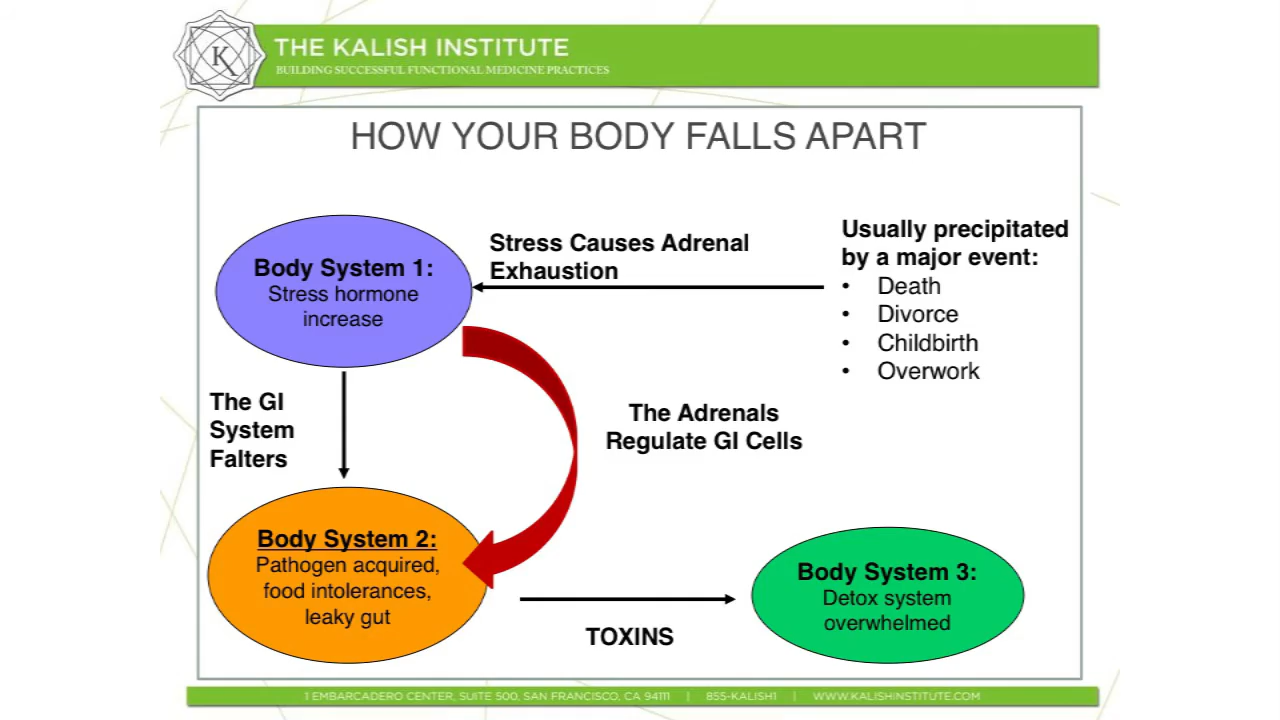 THE KALISH INSTITUTE
BUILDING SUCCESSFUL FUNCTIONAL MEDICINE PRACTICES
HOW YOUR BODY FALLS APART
Body System 1:
Stress hormone
increase
Stress Causes Adrenal
Exhaustion
Usually precipitated
by a major event:
• Death
• Divorce
• Childbirth
• Overwork
The GI
System
Falters
The Adrenals
Regulate GI Cells
Body System 2:
Pathogen acquired,
food intolerances,
leaky gut
TOXINS
Body System 3:
Detox system
overwhelmed
1 EMBARCADERO CENTER, SUITE 500, SAN FRANCISCO, CA 94111 | 855-KALISH1 | WWW.KALISHINSTITUTE.COM